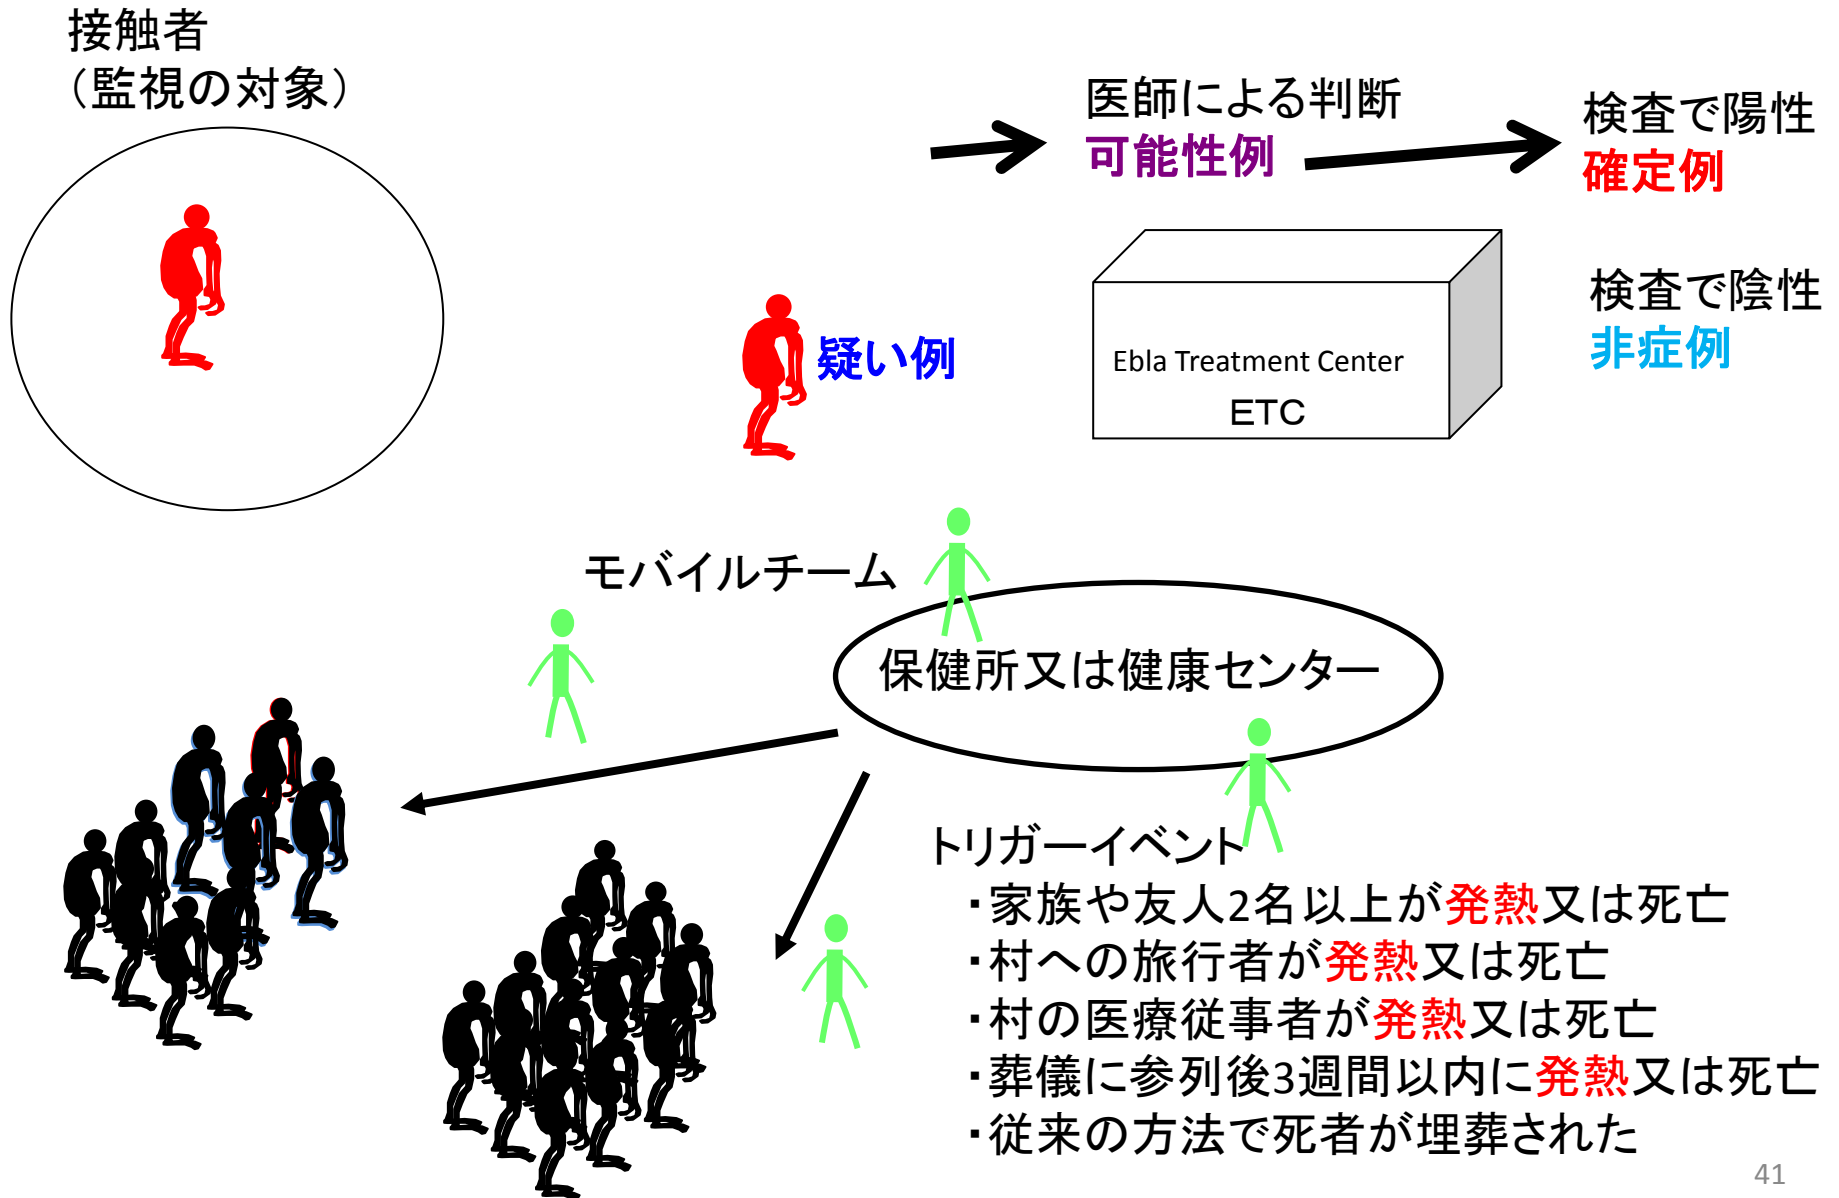 接触者
（監視の対象）
医師による判断
可能性例
検査で陽性
確定例
検査で陰性
非症例
疑い例
Ebla Treatment Center
ETC
モバイルチーム
保健所又は健康センター
トリガーイベント
・家族や友人2名以上が発熱又は死亡
・村への旅行者が発熱又は死亡
・村の医療従事者が発熱又は死亡
・葬儀に参列後3週間以内に発熱又は死亡
・従来の方法で死者が埋葬された
41